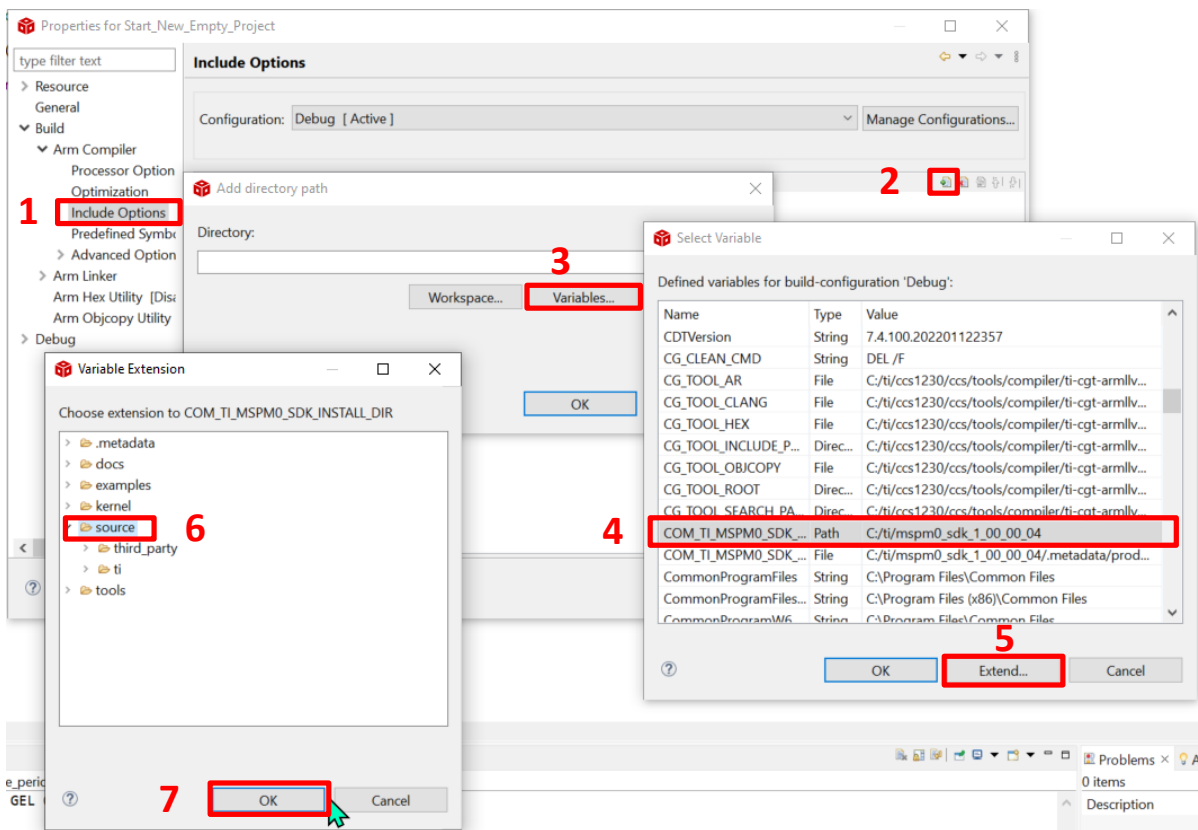 Properties for Start_New_Empty_Project
type filter text
Resource
General
Build
Arm Compiler
Processor Option
Optimization
1
Include Options
Predefined Symb
Advanced Option
Arm Linker
Arm Hex Utility [Disa
Arm Objcopy Utility
Debug
Include Options
Configuration: Debug [ Active ]
Manage Configurations...
2
Add directory path
Directory:
3
Workspace...
Variables...
OK
Select Variable
Defined variables for build-configuration 'Debug':
Name Type Value
CDTVersion String 7.4.100.202201122357
CG_CLEAN_CMD String DEL /F
CG_TOOL_AR File C:/ti/ccs1230/ccs/tools/compiler/ti-cgt-armllv...
CG_TOOL_CLANG File C:/ti/ccs1230/ccs/tools/compiler/ti-cgt-armllv...
CG_TOOL_HEX File C:/ti/ccs1230/ccs/tools/compiler/ti-cgt-armllv...
CG_TOOL_INCLUDE_P... Direc... C:/ti/ccs1230/ccs/tools/compiler/ti-cgt-armllv...
CG_TOOL_OBJCOPY File C:/ti/ccs1230/ccs/tools/compiler/ti-cgt-armllv...
CG_TOOL_ROOT Direc... C:/ti/ccs1230/ccs/tools/compiler/ti-cgt-armllv...
CG_TOOL_SEARCH_PA... Direc... C:/ti/ccs1230/ccs/tools/compiler/ti-cgt-armllv...
4
COM_TI_MSPM0_SDK_... Path C:/ti/mspm0_sdk_1_00_00_04
COM_TI_MSPM0_SDK_... File C:/ti/mspm0_sdk_1_00_00_04/.metadata/prod...
CommonProgramFiles String C:\Program Files\Common Files
CommonProgramFiles... String C:\Program Files (x86)\Common Files
CommonProgramW6... String C:\Program Files\Common Files
5
OK
Extend...
Cancel
Variable Extension
Choose extension to COM_TI_MSPM0_SDK_INSTALL_DIR
.metadata
docs
examples
kernel
source
6
third_party
ti
tools
7
OK
Cancel
e_peric
GEL
Problems
0 items
Description